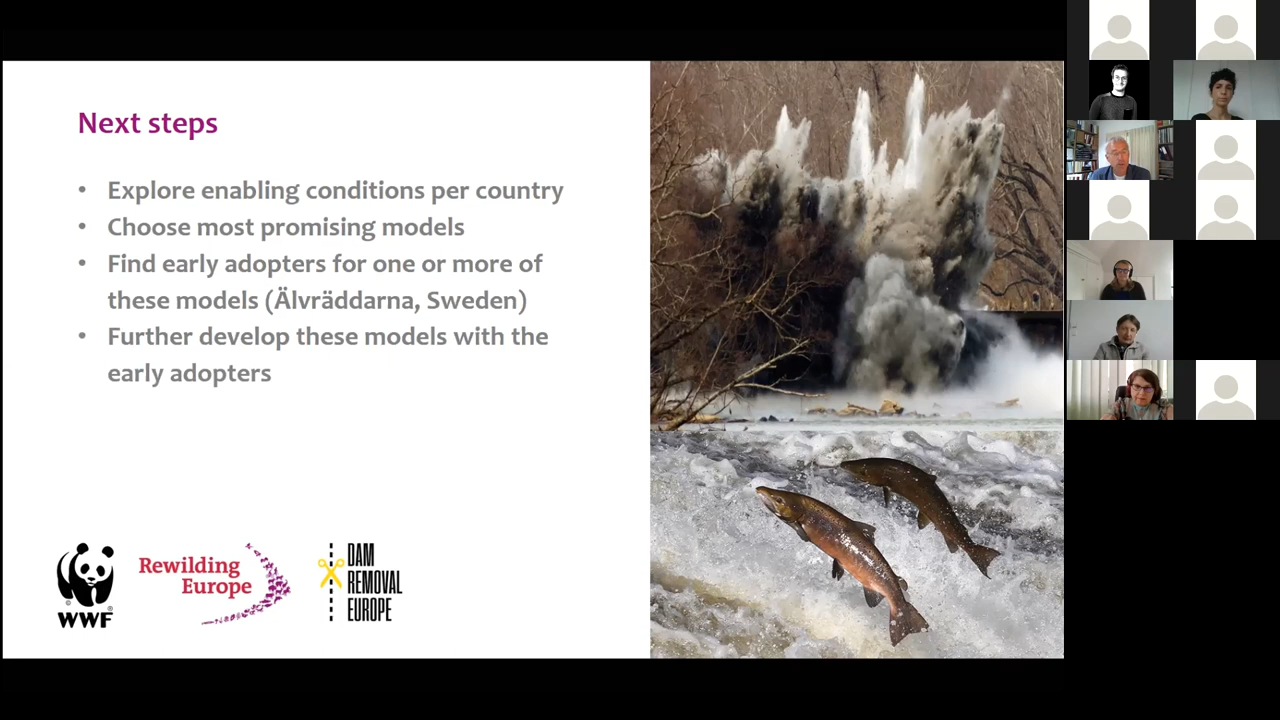 Next steps
• Explore enabling conditions per country
• Choose most promising models
• Find early adopters for one or more of
these models (Älvräddarna, Sweden)
• Further develop these models with the
early adopters
WWF
Rewilding
Europe
DAM
REMOVAL
EUROPE